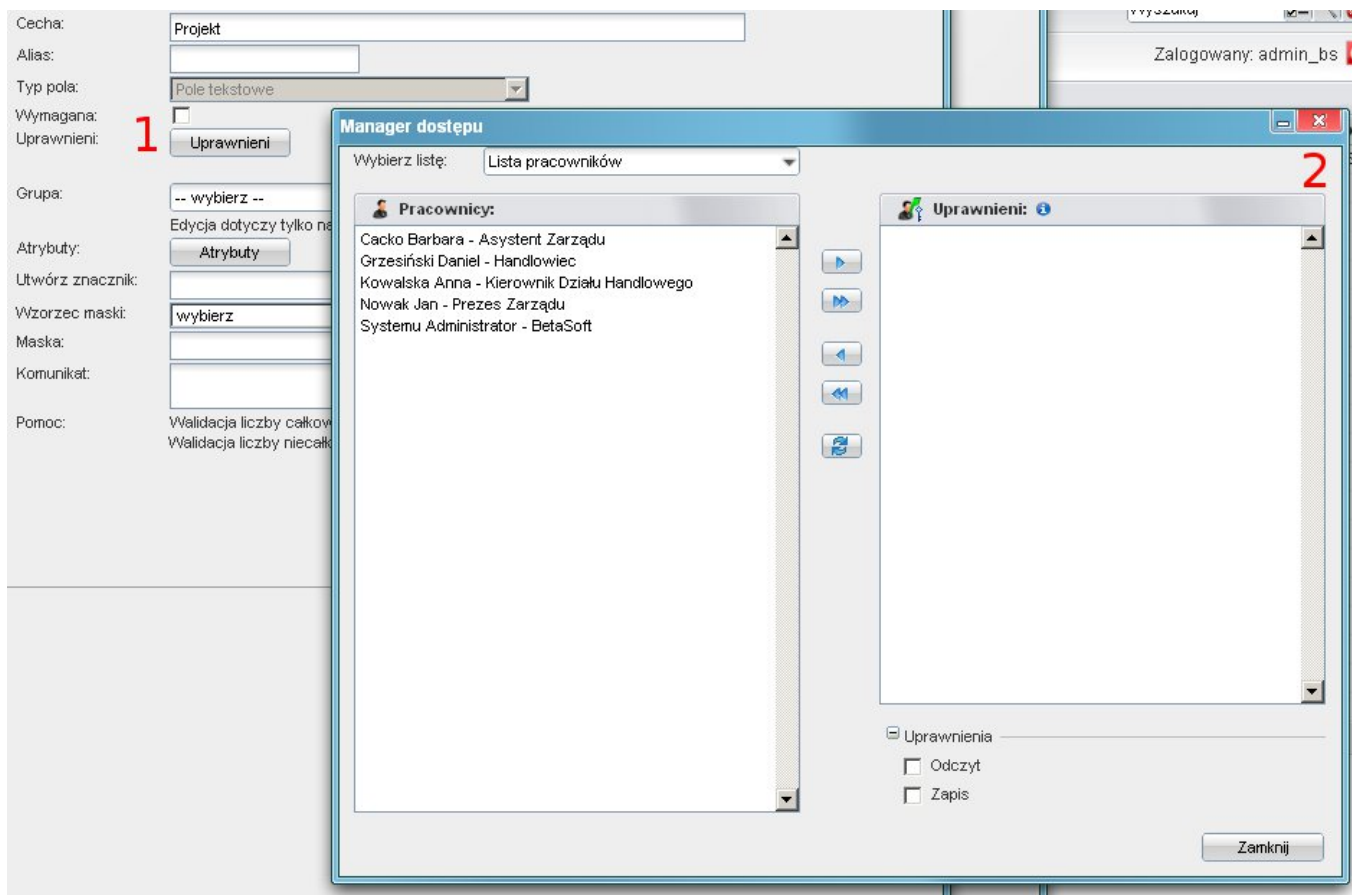 Cecha:
Projekt
Wyszukaj
Alias:
Zalogowany: admin_bs
Typ pola:
Pole tekstowe
Wymagana:
Uprawnieni:
1
Uprawnieni
Manager dostępu
Wybierz listę:
Lista pracowników
2
Grupa:
-- wybierz --
Edycja dotyczy tylko
Atrybuty:
Atrybuty
Utwórz znacznik:
Wzorzec maski:
wybierz
Maska:
Komunikat:
Pomoc:
Walidacja liczby
Walidacja liczby
Pracownicy:
Cacko Barbara - Asystent Zarządu
Grzesiński Daniel - Handlowiec
Kowalska Anna - Kierownik Działu Handlowego
Nowak Jan - Prezes Zarządu
Systemu Administrator - BetaSoft
Uprawnieni:
Uprawnienia
Odczyt
Zapis
Zamknij